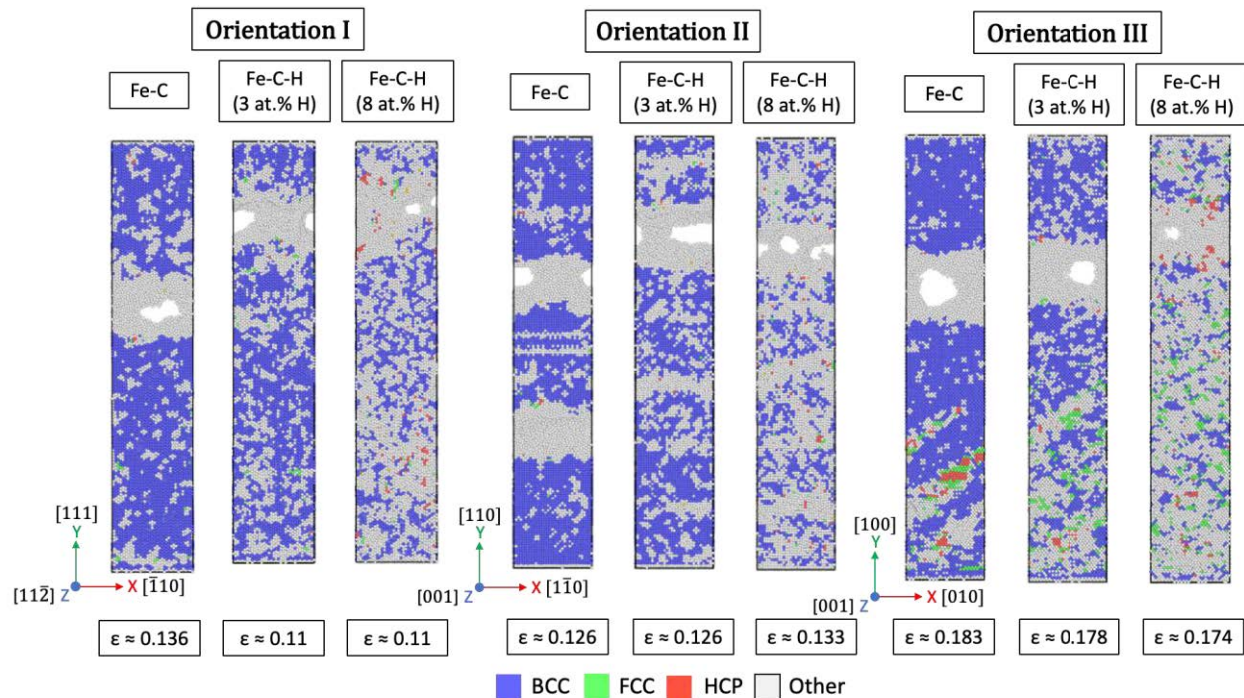 Orientation I
Orientation II
Orientation III
Fe-C
Fe-C-H
(3 at.% H)
Fe-C-H
(8 at.% H)
Fe-C
Fe-C-H
(3 at.% H)
Fe-C-H
(8 at.% H)
Fe-C
Fe-C-H
(3 at.% H)
Fe-C-H
(8 at.% H)
[111]
Y
[112̄] Z
X [1̄10]
[110]
Y
[001] Z
X [11̄0]
[100]
Y
[001] Z
X [010]
ε ≈ 0.136
ε ≈ 0.11
ε ≈ 0.11
ε ≈ 0.126
ε ≈ 0.126
ε ≈ 0.133
ε ≈ 0.183
ε ≈ 0.178
ε ≈ 0.174
BCC FCC HCP Other